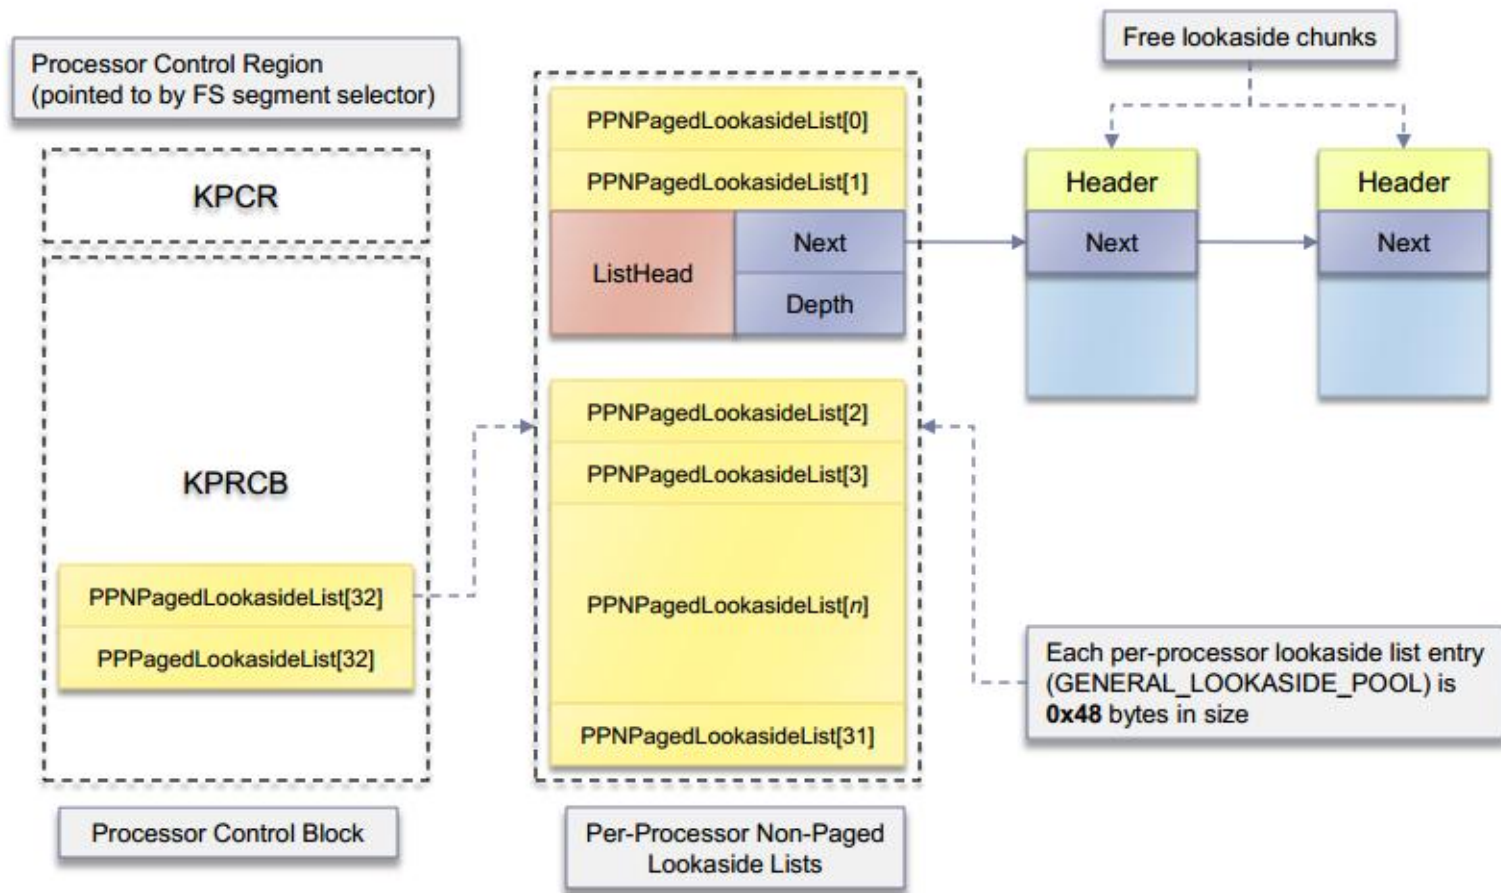 Processor Control Region
(pointed to by FS segment selector)
KPCR
KPRCB
PPNPagedLookasideList[32]
PPPagedLookasideList[32]
Processor Control Block
PPNPagedLookasideList[0]
PPNPagedLookasideList[1]
ListHead
Next
Depth
PPNPagedLookasideList[2]
PPNPagedLookasideList[3]
PPNPagedLookasideList[n]
PPNPagedLookasideList[31]
Per-Processor Non-Paged
Lookaside Lists
Free lookaside chunks
Header
Next
Header
Next
Each per-processor lookaside list entry
(GENERAL_LOOKASIDE_POOL) is
0x48 bytes in size